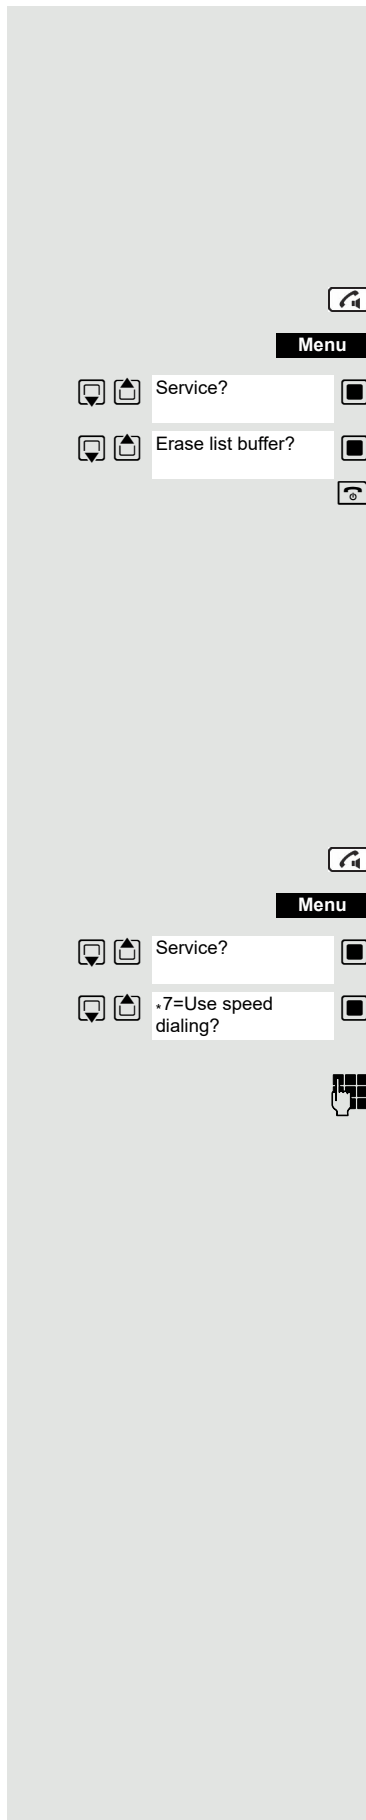 Menu
Service?
Erase list buffer?
Menu
Service?
*7=Use speed
dialing?